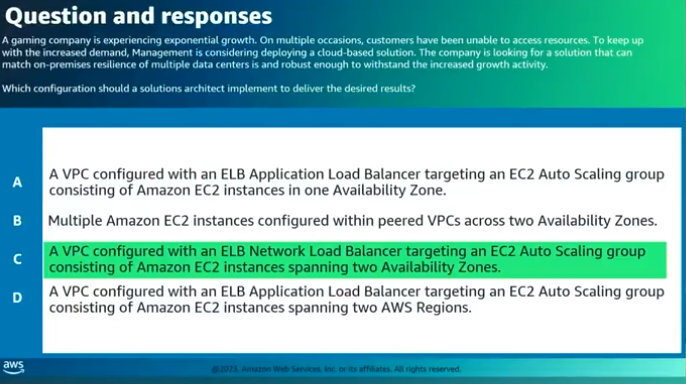 Question and responses
A gaming company is experiencing exponential growth. On multiple occasions, customers have been unable to access resources. To keep up
with the increased demand, Management is considering deploying a cloud-based solution. The company is looking for a solution that can
match on-premises resilience of multiple data centers is and robust enough to withstand the increased growth activity.
Which configuration should a solutions architect implement to deliver the desired results?
A
A VPC configured with an ELB Application Load Balancer targeting an EC2 Auto Scaling group
consisting of Amazon EC2 instances in one Availability Zone.
B
Multiple Amazon EC2 instances configured within peered VPCs across two Availability Zones.
C
A VPC configured with an ELB Network Load Balancer targeting an EC2 Auto Scaling group
consisting of Amazon EC2 instances spanning two Availability Zones.
D
A VPC configured with an ELB Application Load Balancer targeting an EC2 Auto Scaling group
consisting of Amazon EC2 instances spanning two AWS Regions.
aws
Amazon Web Services, Inc. or its affiliates. All rights reserved.